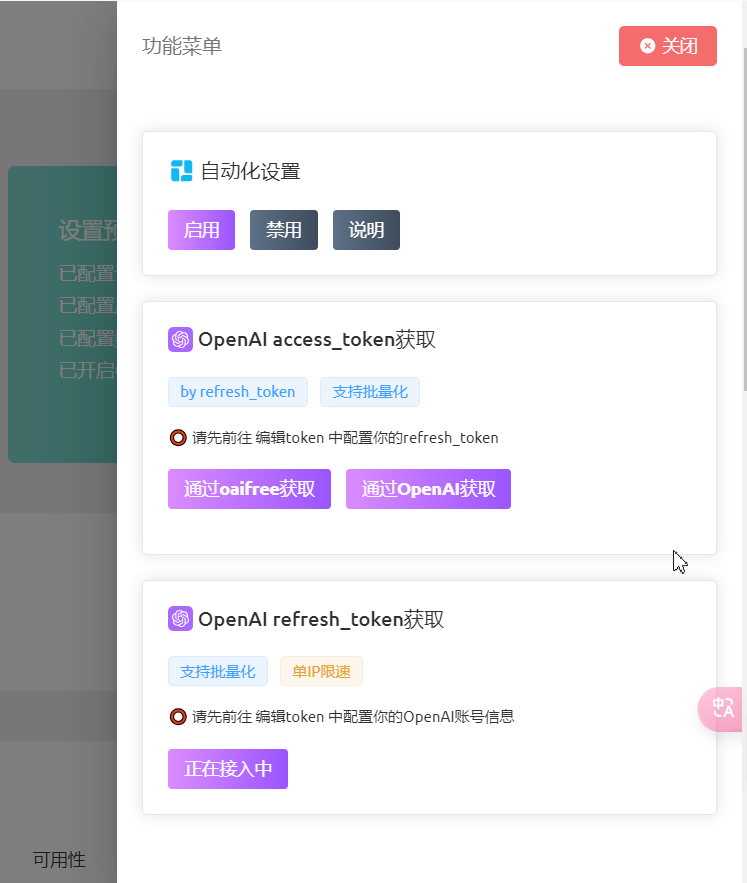 功能菜单
关闭
自动化设置
启用 禁用 说明
设置预
已配置
已配置
已配置
已开启
OpenAI access_token获取
by refresh_token 支持批量化
请先前往 编辑token 中配置你的refresh_token
通过oaifree获取 通过OpenAI获取
OpenAI refresh_token获取
支持批量化 单IP限速
请先前往 编辑token 中配置你的OpenAI账号信息
正在接入中
中A
可用性